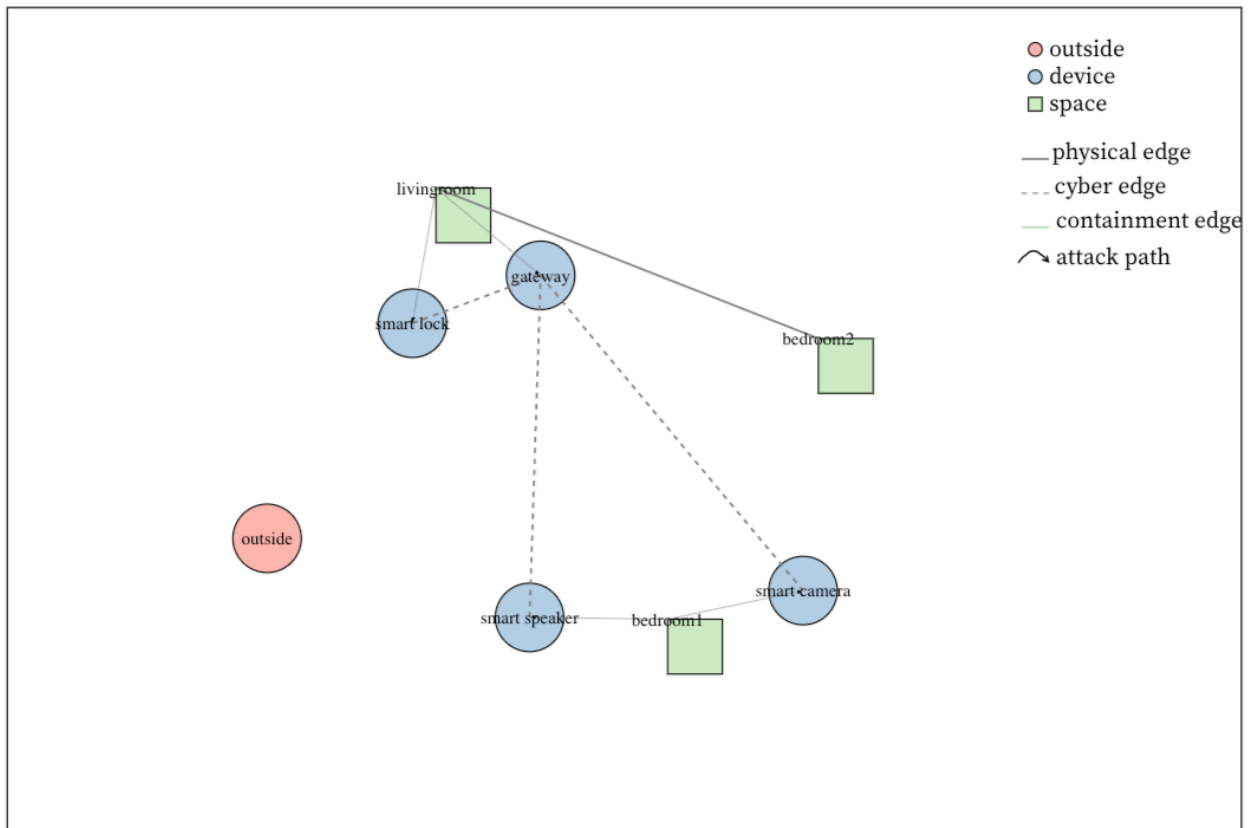 outside
device
space
physical edge
cyber edge
containment edge
attack path
livingroom
gateway
smart lock
bedroom2
outside
smart speaker
bedroom1
smart camera